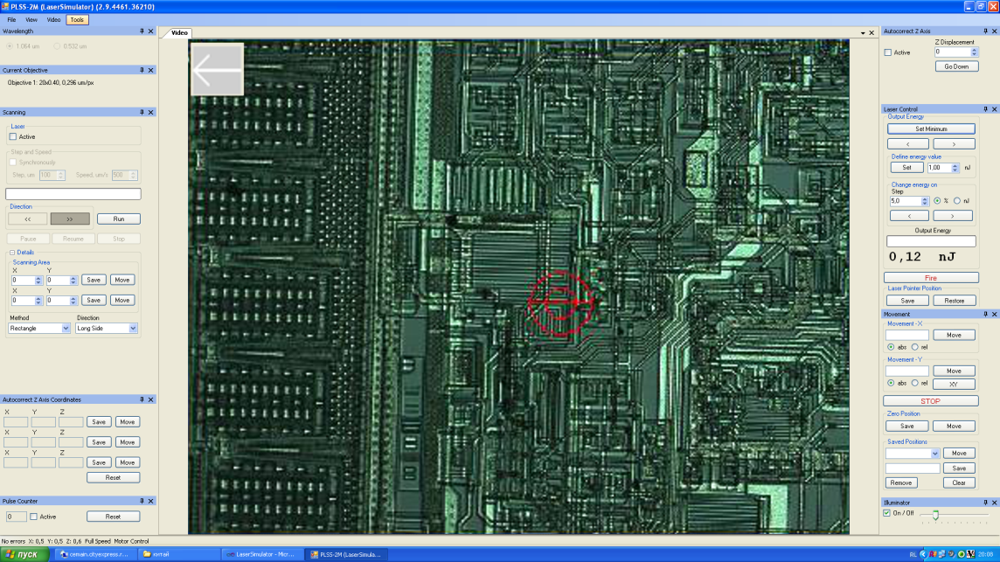 PLSS-2M (LaserSimulator) (2.9.4461.36210)
File View Video Tools
Wavelength
1.064 um 0.532 um
Current Objective
Objective 1: 20x0.40, 0,296 um/px
Scanning
Laser
Active
Step and Speed
Synchronously
Step, um 100 Speed, um/s 500
Direction
<< >> Run
Pause Resume Stop
Details
Scanning Area
X Y
0 0 Save Move
X Y
0 0 Save Move
Method Direction
Rectangle Long Side
Autocorrect Z Axis Coordinates
X Y Z
Save Move
X Y Z
Save Move
X Y Z
Save Move
Reset
Pulse Counter
0 Active Reset
Video
Autocorrect Z Axis
Z Displacement
Active 0
Go Down
Laser Control
Output Energy
Set Minimum
< >
Define energy value
Set 1,00 nJ
Change energy on
Step
5,0 % nJ
< >
Output Energy
0,12 nJ
Fire
Laser Pointer Position
Save Restore
Movement
Movement - X
Move
abs rel
Movement - Y
Move
abs rel XY
STOP
Zero Position
Save Move
Saved Positions
Move
Save
Remove Clear
Illuminator
On / Off
No errors X: 0,5 Y: 0,5 Z: 0,6 Full Speed Motor Control
пуск cemain.cityexpress.r... китай LaserSimulator - Micr... PLSS-2M (LaserSimula... RL 20:09